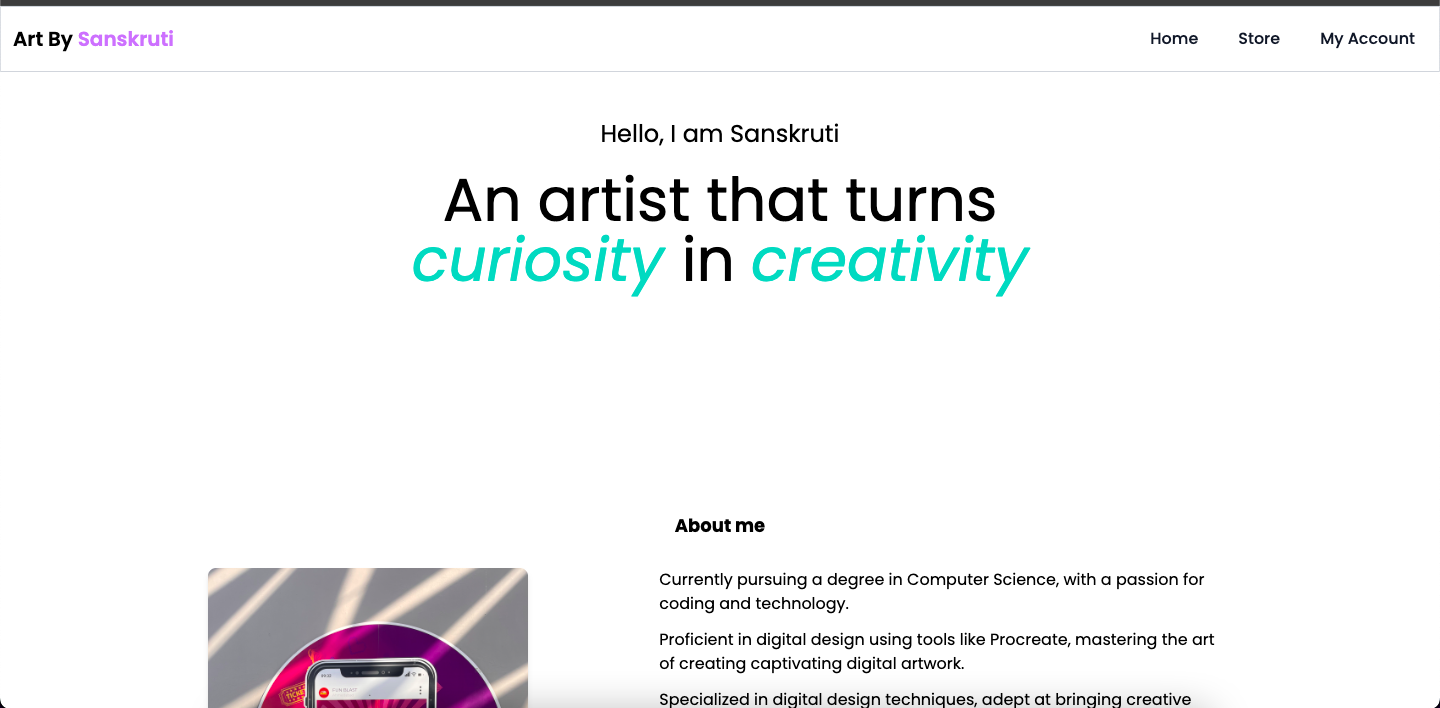 Art By Sanskruti
Home Store My Account
Hello, I am Sanskruti
An artist that turns
curiosity in creativity
About me
Currently pursuing a degree in Computer Science, with a passion for
coding and technology.
Proficient in digital design using tools like Procreate, mastering the art
of creating captivating digital artwork.
Specialized in digital design techniques, adept at bringing creative
TICKET